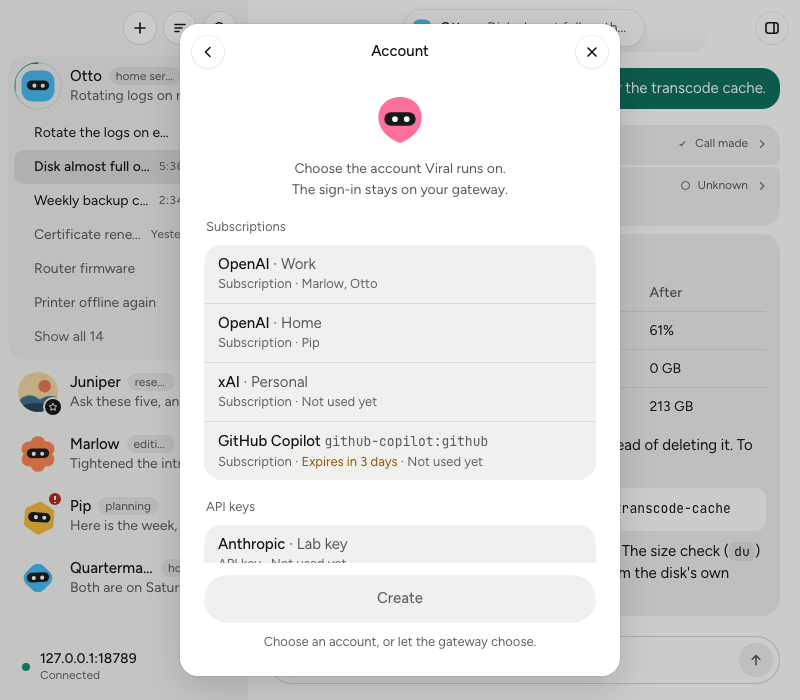 Account
Choose the account Viral runs on.
The sign-in stays on your gateway.
Subscriptions
OpenAI · Work
Subscription · Marlow, Otto
OpenAI · Home
Subscription · Pip
xAI · Personal
Subscription · Not used yet
GitHub Copilot github-copilot:github
Subscription · Expires in 3 days · Not used yet
API keys
Anthropic · Lab key
API key · Not used yet
Create
Choose an account, or let the gateway choose.
Otto home ser...
Rotating logs on
Rotate the logs on e...
Disk almost full o... 5:36
Weekly backup c... 2:34
Certificate rene... Yeste
Router firmware
Printer offline again
Show all 14
Juniper rese...
Ask these five, an
Marlow editi...
Tightened the intr
Pip planning
Here is the week,
Quarterma... ho
Both are on Satur
127.0.0.1:18789
Connected
the transcode cache.
Call made
Unknown
After
61%
0 GB
213 GB
ead of deleting it. To
transcode-cache
The size check ( du )
m the disk's own